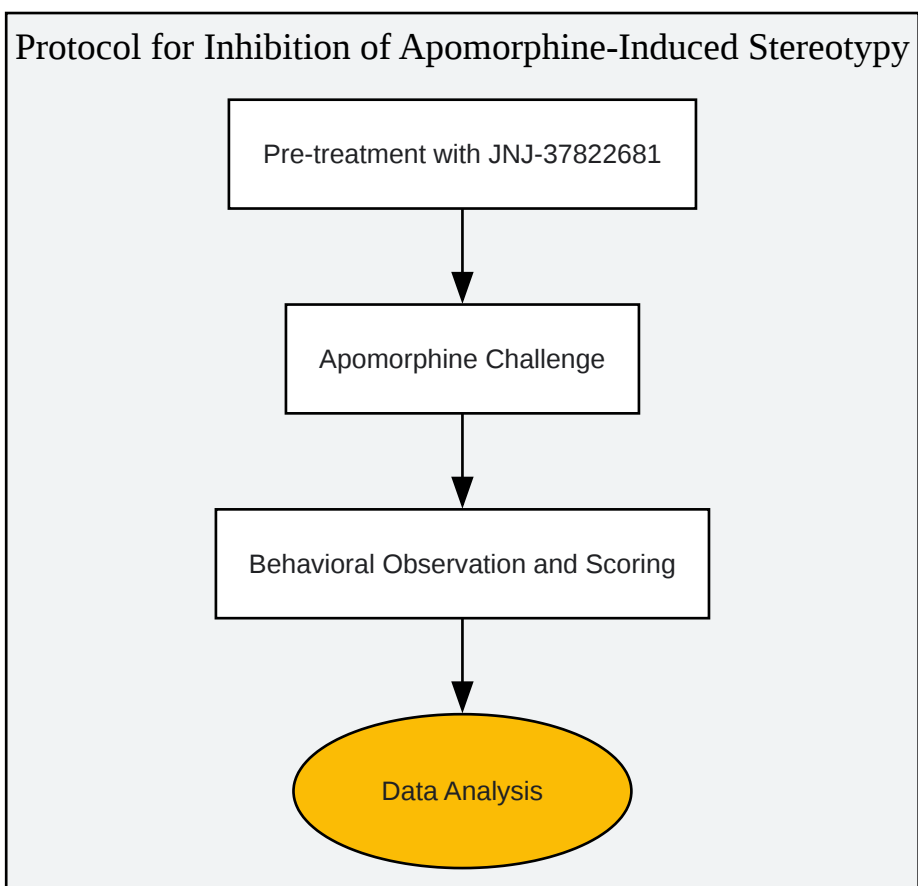 Protocol for Inhibition of Apomorphine-Induced Stereotypy
Pre-treatment with JNJ-37822681
Apomorphine Challenge
Behavioral Observation and Scoring
Data Analysis